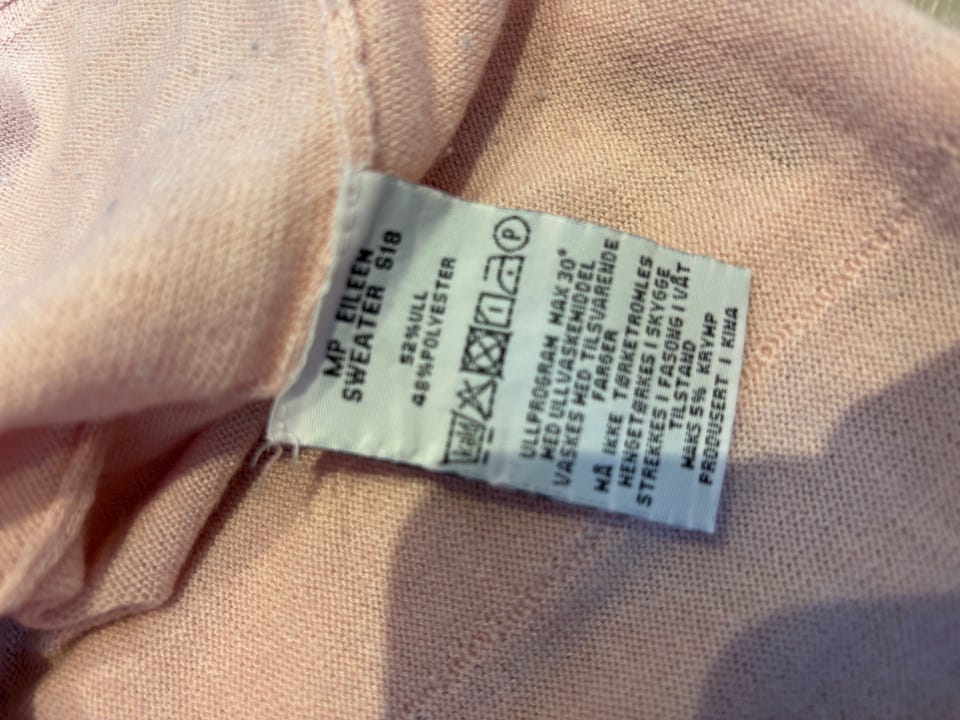 MP EILEEN
SWEATER S18
52%ULL
48%POLYESTER
P
ULLPROGRAM MAX 30°
MED ULLVASKEMIDDEL
VASKES MED TILSVARENDE
FARGER
MÅ IKKE TØRKETROMLES
HENGETØRKES I SKYGGE
STREKKES I FASONG I VÅT
TILSTAND
MAKS 5% KRYMP
PRODUSERT I KINA